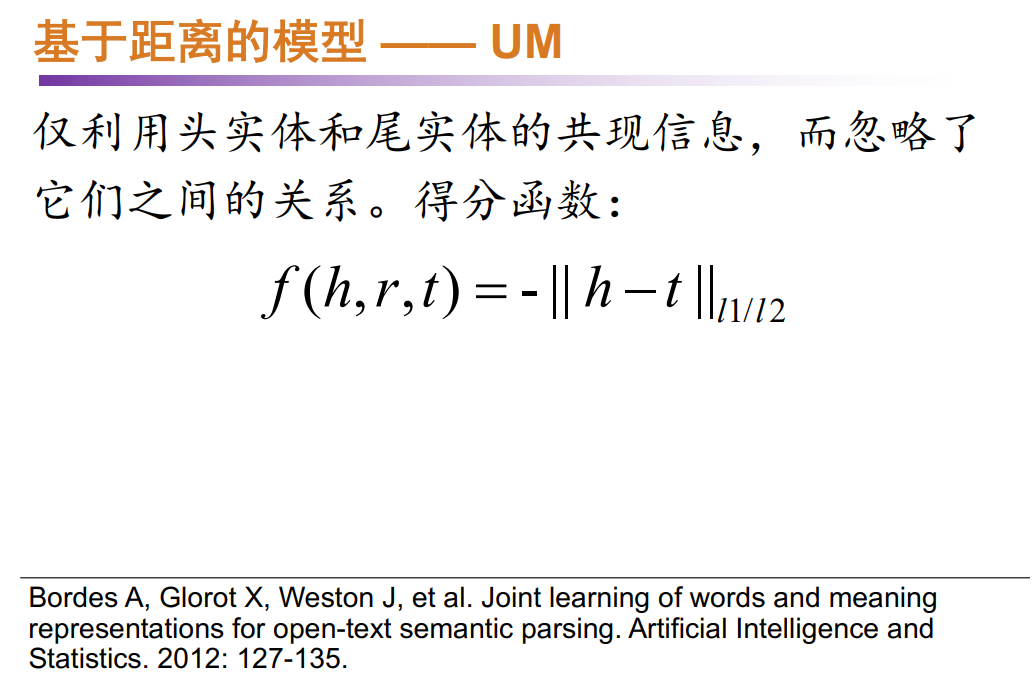 基于距离的模型 —— UM
仅利用头实体和尾实体的共现信息，而忽略了
它们之间的关系。得分函数：
f(h,r,t)=-||h−t||l1/l2
Bordes A, Glorot X, Weston J, et al. Joint learning of words and meaning
representations for open-text semantic parsing. Artificial Intelligence and
Statistics. 2012: 127-135.